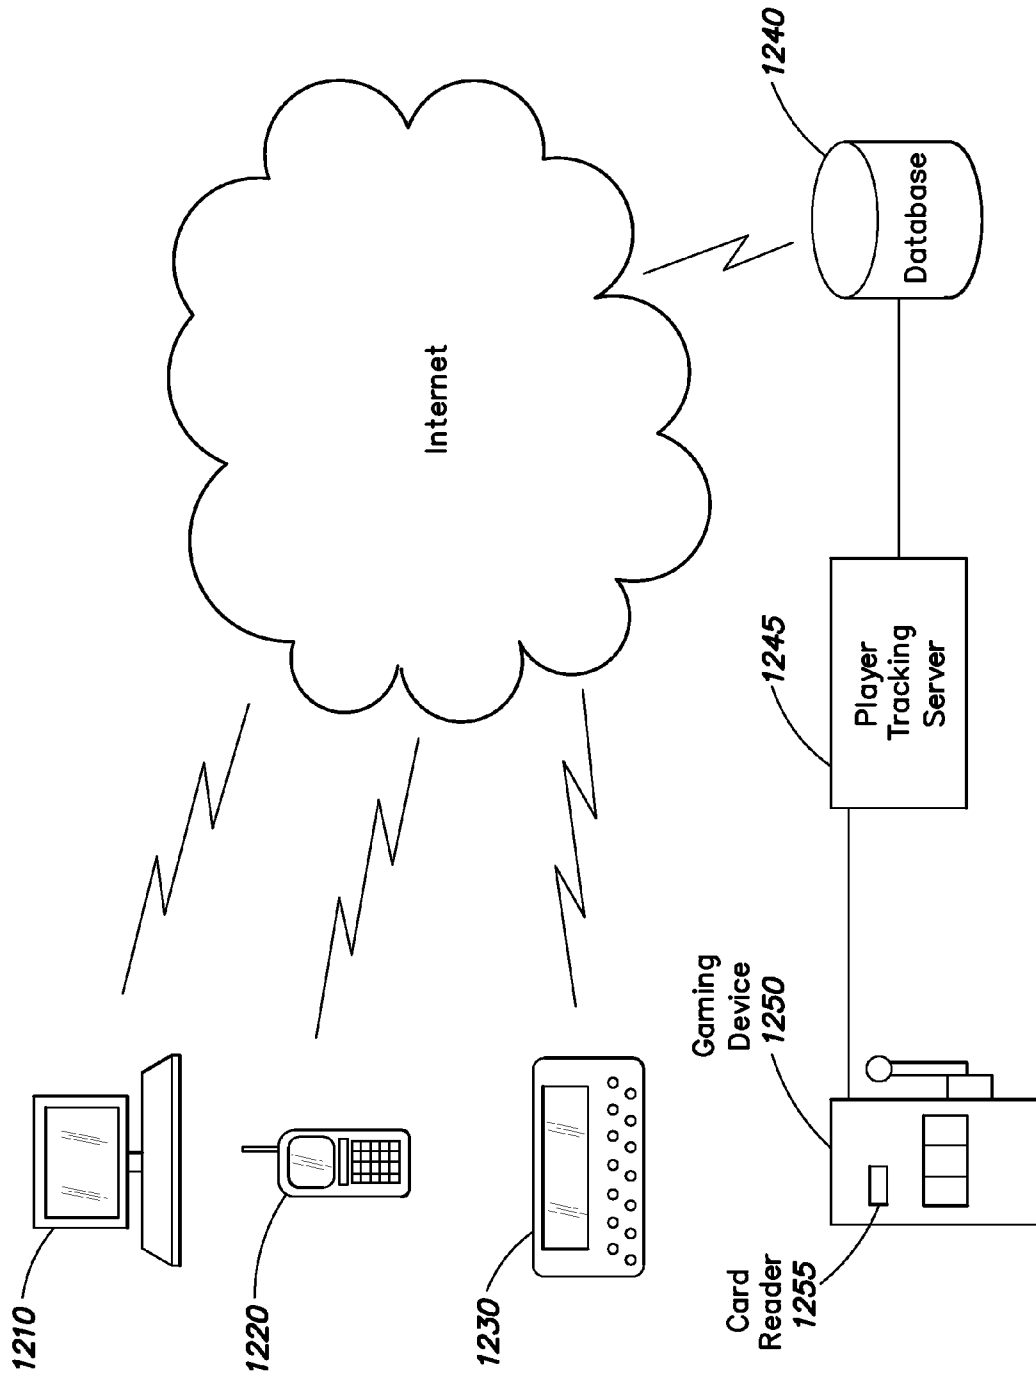 1210
1220
1230
Internet
1240
Database
1245
Player
Tracking
Server
Gaming
Device
1250
Card
Reader
1255